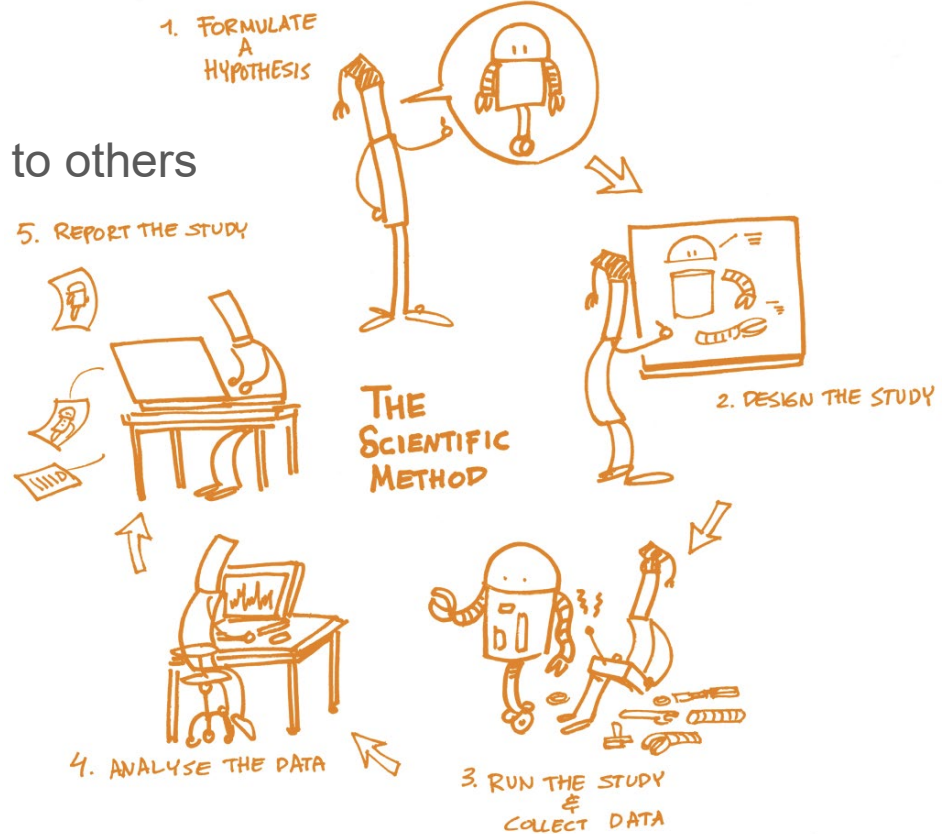 1. FORMULATE
A
HYPOTHESIS
to others
5. REPORT THE STUDY
THE
SCIENTIFIC
METHOD
2. DESIGN THE STUDY
4. ANALYSE THE DATA
3. RUN THE STUDY
&
COLLECT DATA